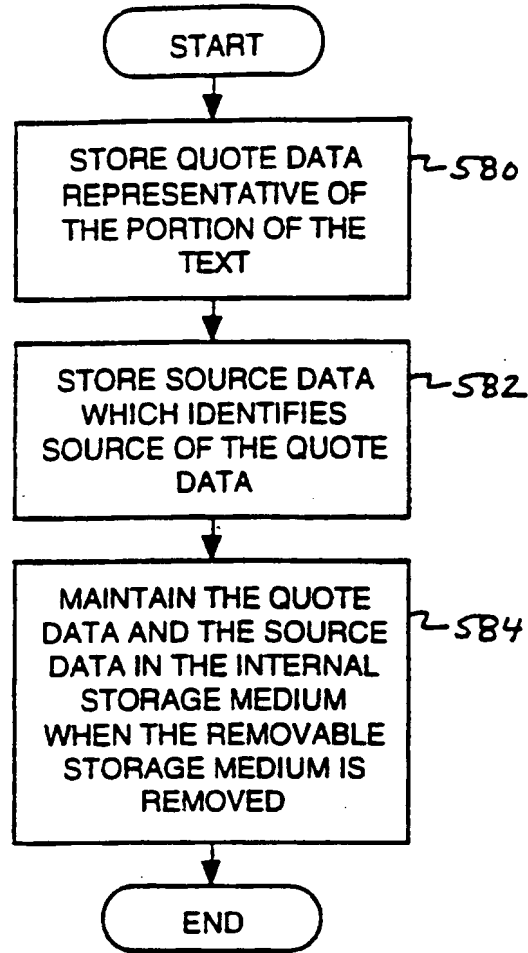 START
STORE QUOTE DATA
580
REPRESENTATIVE OF
THE PORTION OF THE
TEXT
STORE SOURCE DATA
582
WHICH IDENTIFIES
SOURCE OF THE QUOTE
DATA
MAINTAIN THE QUOTE
DATA AND THE SOURCE
584
DATA IN THE INTERNAL
STORAGE MEDIUM
WHEN THE REMOVABLE
STORAGE MEDIUM IS
REMOVED
END